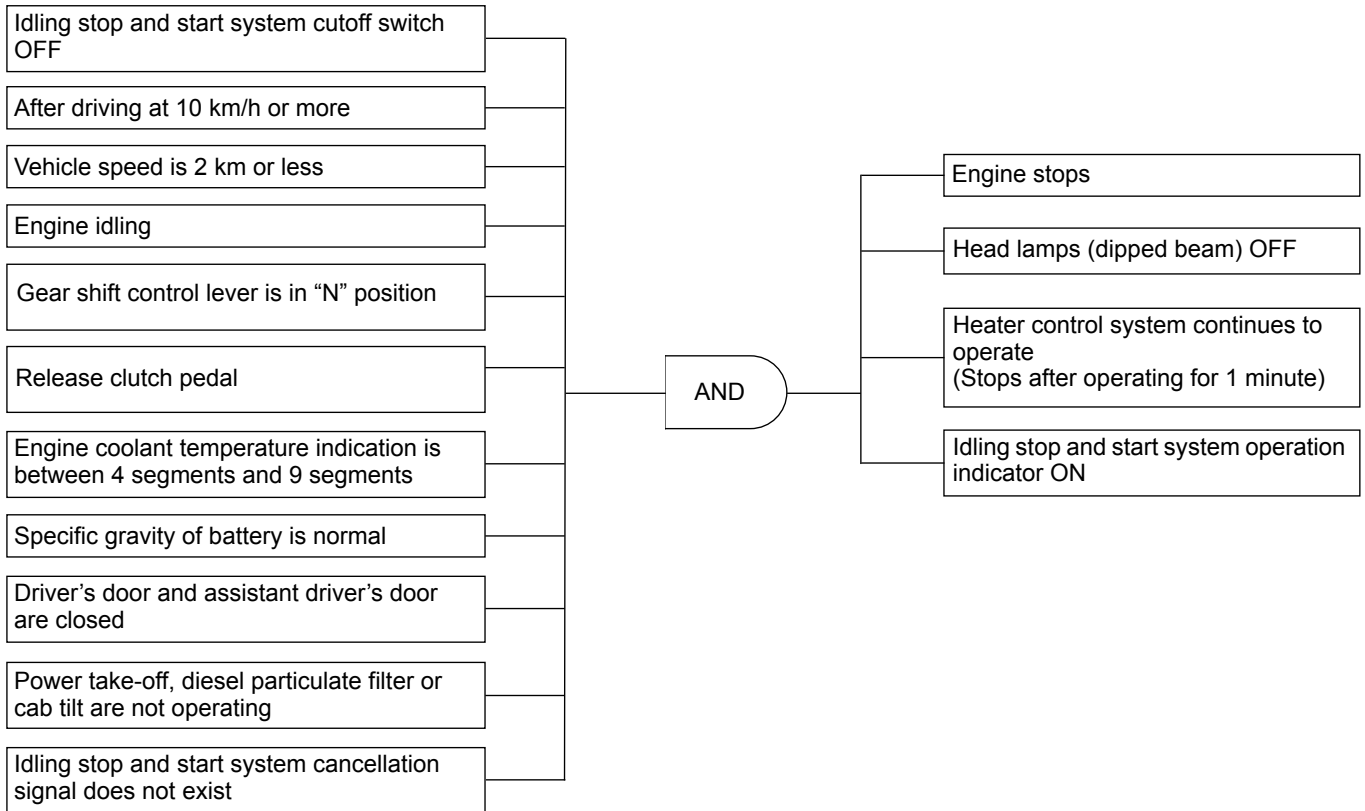 Idling stop and start system cutoff switch
OFF
After driving at 10 km/h or more
Vehicle speed is 2 km or less
Engine idling
Gear shift control lever is in “N” position
Release clutch pedal
Engine coolant temperature indication is
between 4 segments and 9 segments
Specific gravity of battery is normal
Driver’s door and assistant driver’s door
are closed
Power take-off, diesel particulate filter or
cab tilt are not operating
Idling stop and start system cancellation
signal does not exist
AND
Engine stops
Head lamps (dipped beam) OFF
Heater control system continues to
operate
(Stops after operating for 1 minute)
Idling stop and start system operation
indicator ON